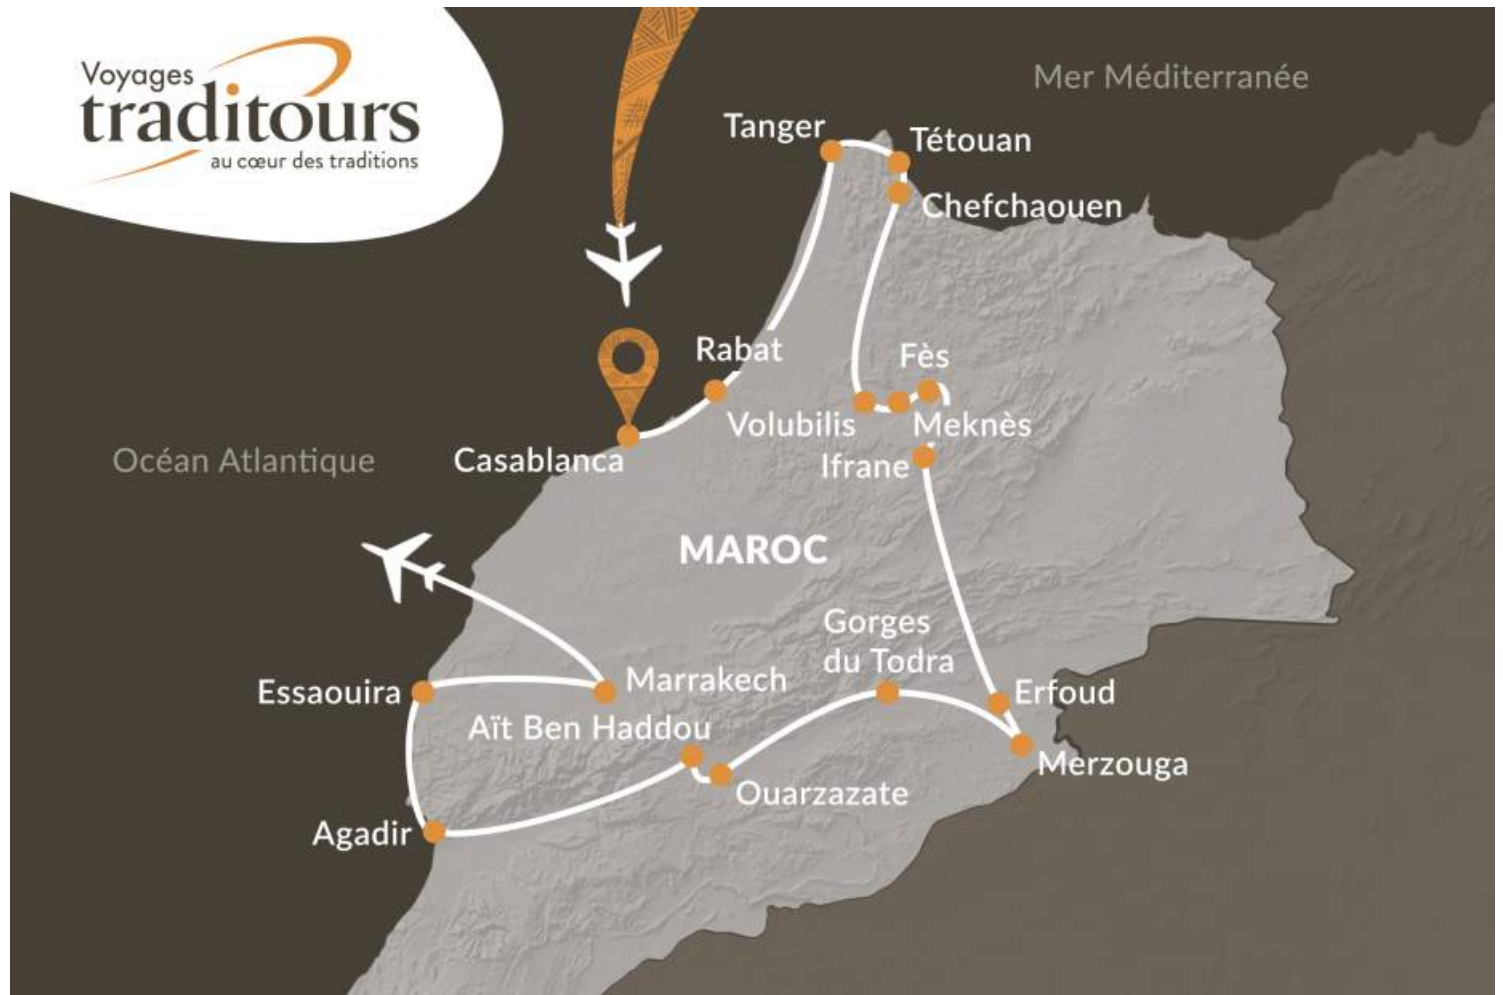 Voyages
traditours
au cœur des traditions
Mer Méditerranée
Tanger
Tétouan
Chefchaouen
Rabat
Fès
Volubilis
Meknès
Casablanca
Ifrane
Océan Atlantique
MAROC
Gorges
du Todra
Essaouira
Marrakech
Erfoud
Aït Ben Haddou
Merzouga
Ouarzazate
Agadir